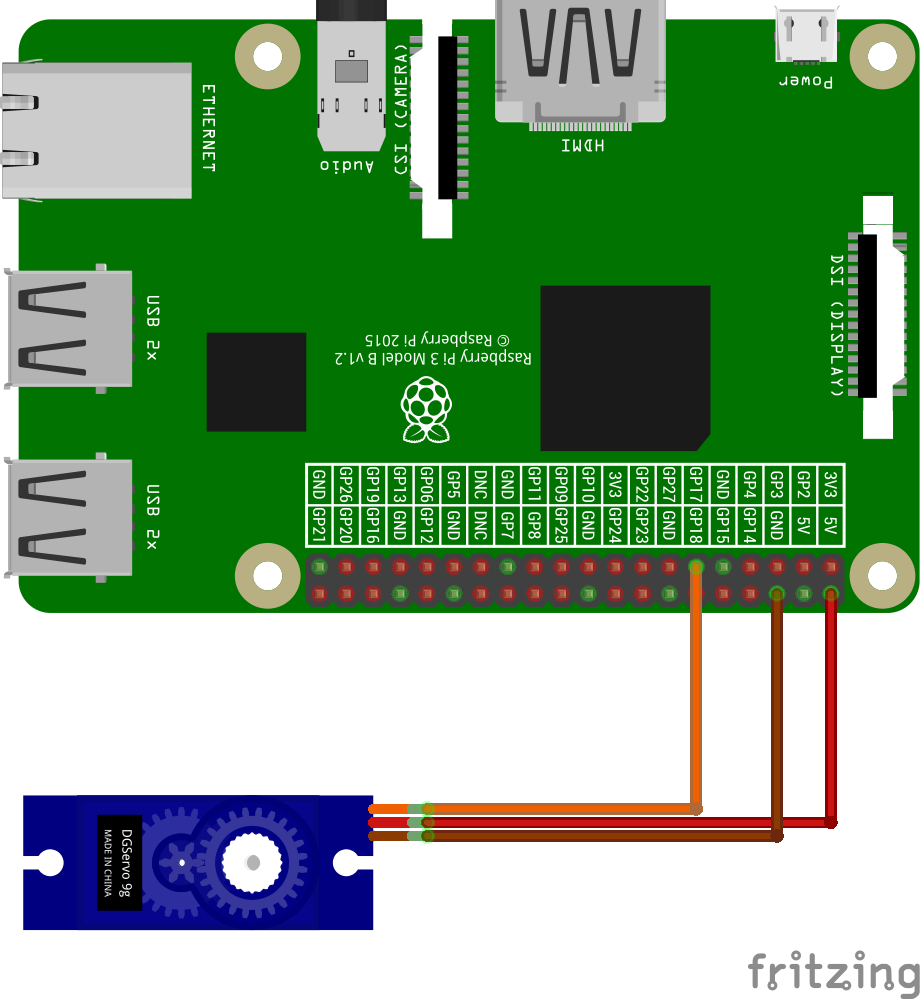 ETHERNET
Audio
CSI (CAMERA)
HDMI
Power
DSI (DISPLAY)
USB 2x
USB 2x
Raspberry Pi 3 Model B v1.2
© Raspberry Pi 2015
GND GP26 GP19 GP13 GP06 GP5 DNC GND GP11 GP09 GP10 3V3 GP22 GP27 GP17 GND GP4 GP3 GP2 3V3
GP21 GP20 GP16 GND GP12 GND DNC GP7 GP8 GP25 GND GP24 GP23 GND GP18 GP15 GP14 GND 5V 5V
DGServo 9g
MADE IN CHINA
fritzing